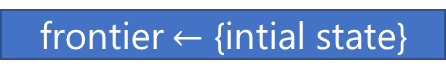 frontier ← {intial state}